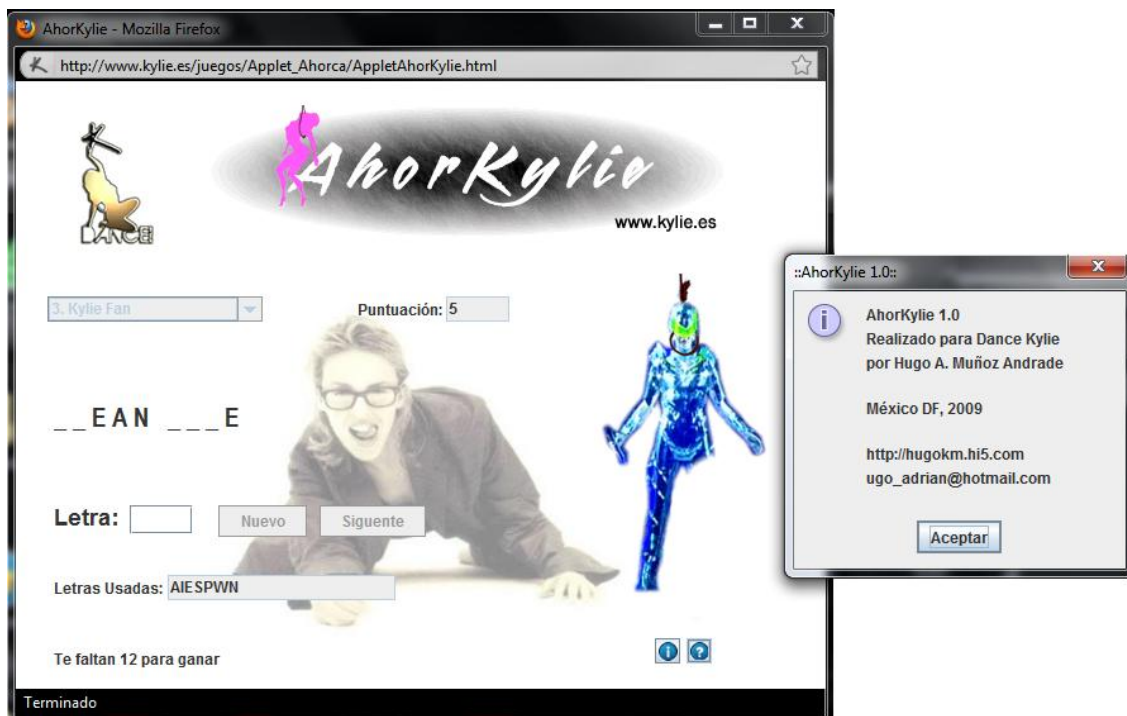 AhorKylie - Mozilla Firefox
http://www.kylie.es/juegos/Applet_Ahorca/AppletAhorKylie.html
K
DANCE
AhorKylie
www.kylie.es
3. Kylie Fan
Puntuación: 5
_ _ E A N _ _ _ E
Letra:
Nuevo
Siguente
Letras Usadas: AIESPWN
Te faltan 12 para ganar
Terminado
::AhorKylie 1.0::
AhorKylie 1.0
Realizado para Dance Kylie
por Hugo A. Muñoz Andrade
México DF, 2009
http://hugokm.hi5.com
ugo_adrian@hotmail.com
Aceptar